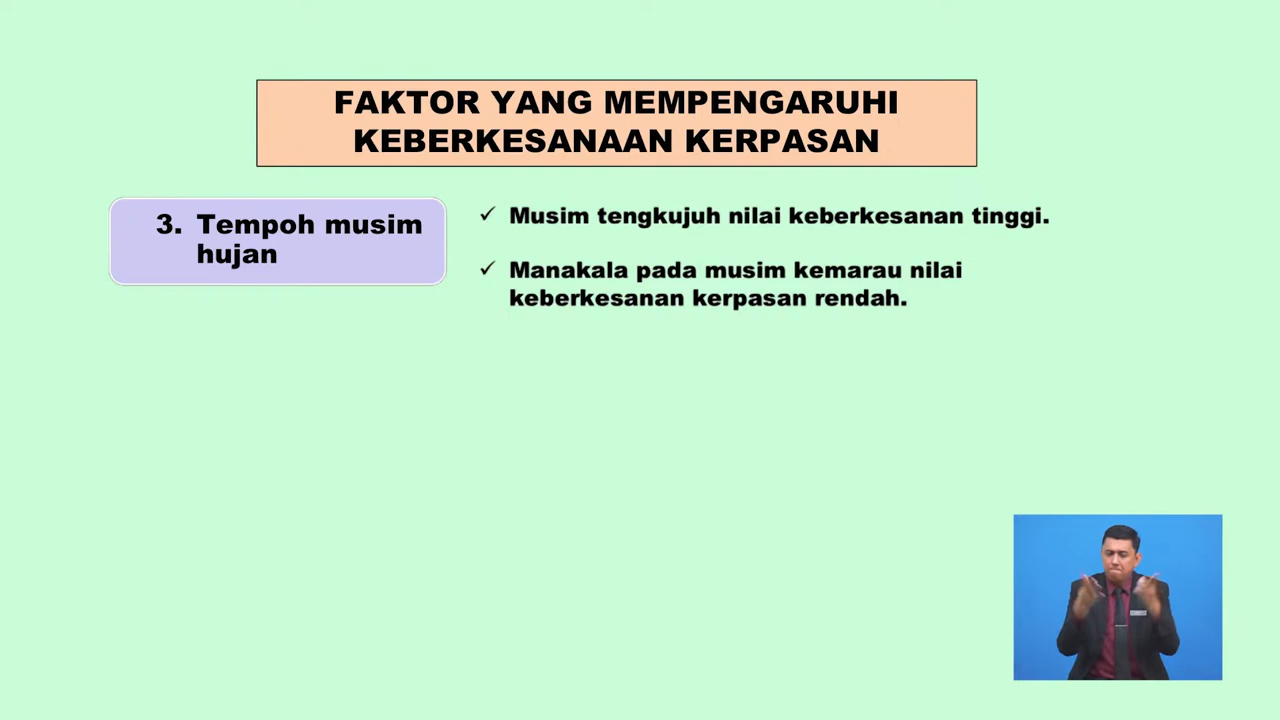 FAKTOR YANG MEMPENGARUHI
KEBERKESANAAN KERPASAN
3. Tempoh musim
hujan
✓ Musim tengkujuh nilai keberkesanan tinggi.
✓ Manakala pada musim kemarau nilai
keberkesanan kerpasan rendah.